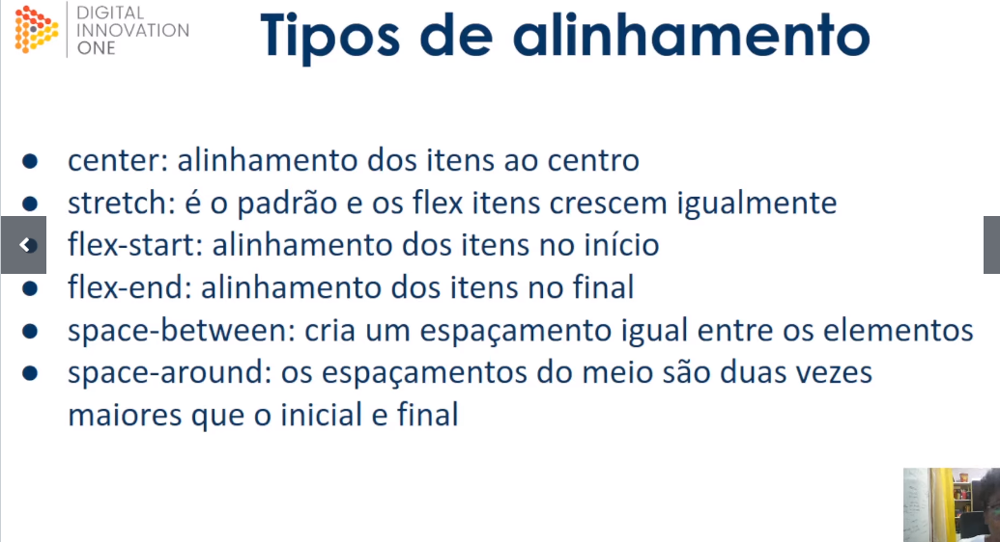 DIGITAL
INNOVATION
ONE
Tipos de alinhamento
● center: alinhamento dos itens ao centro
● stretch: é o padrão e os flex itens crescem igualmente
● flex-start: alinhamento dos itens no início
● flex-end: alinhamento dos itens no final
● space-between: cria um espaçamento igual entre os elementos
● space-around: os espaçamentos do meio são duas vezes
maiores que o inicial e final